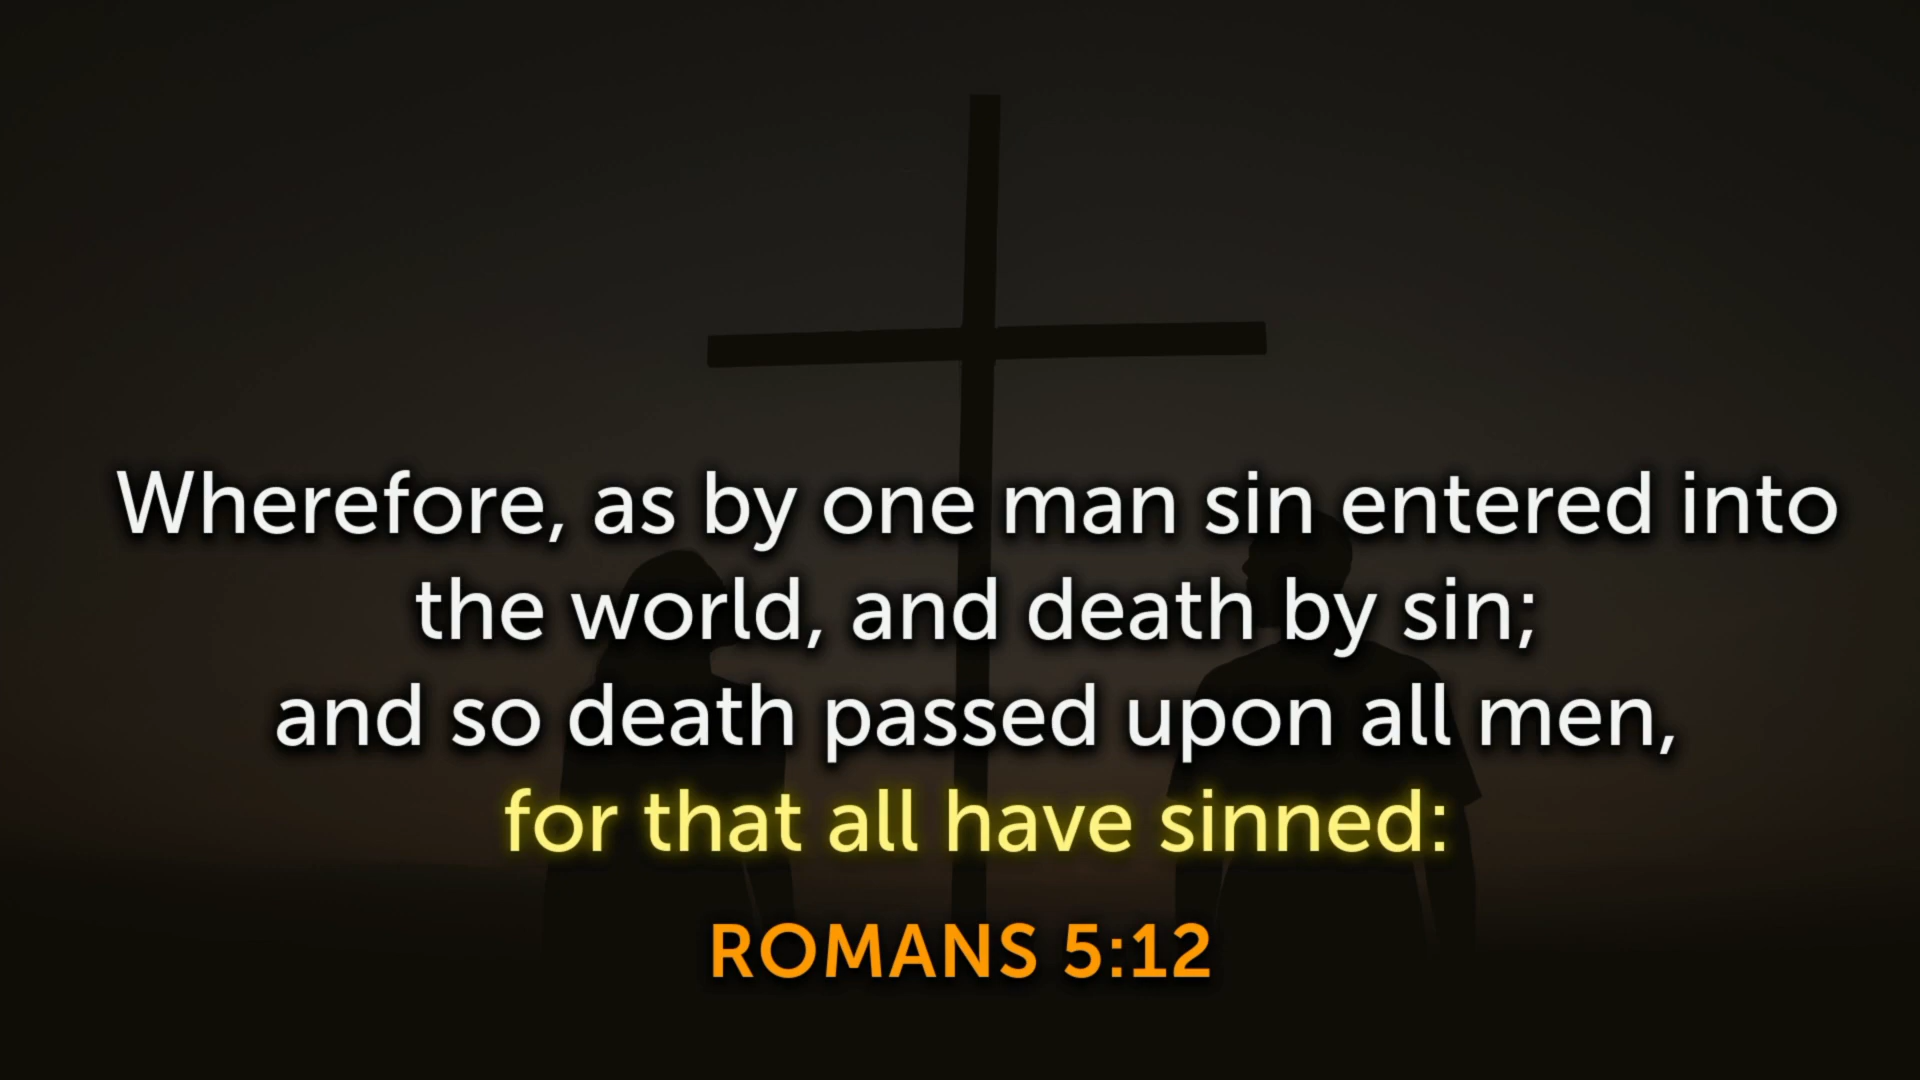 Wherefore, as by one man sin entered into
the world, and death by sin;
and so death passed upon all men,
for that all have sinned:
ROMANS 5:12